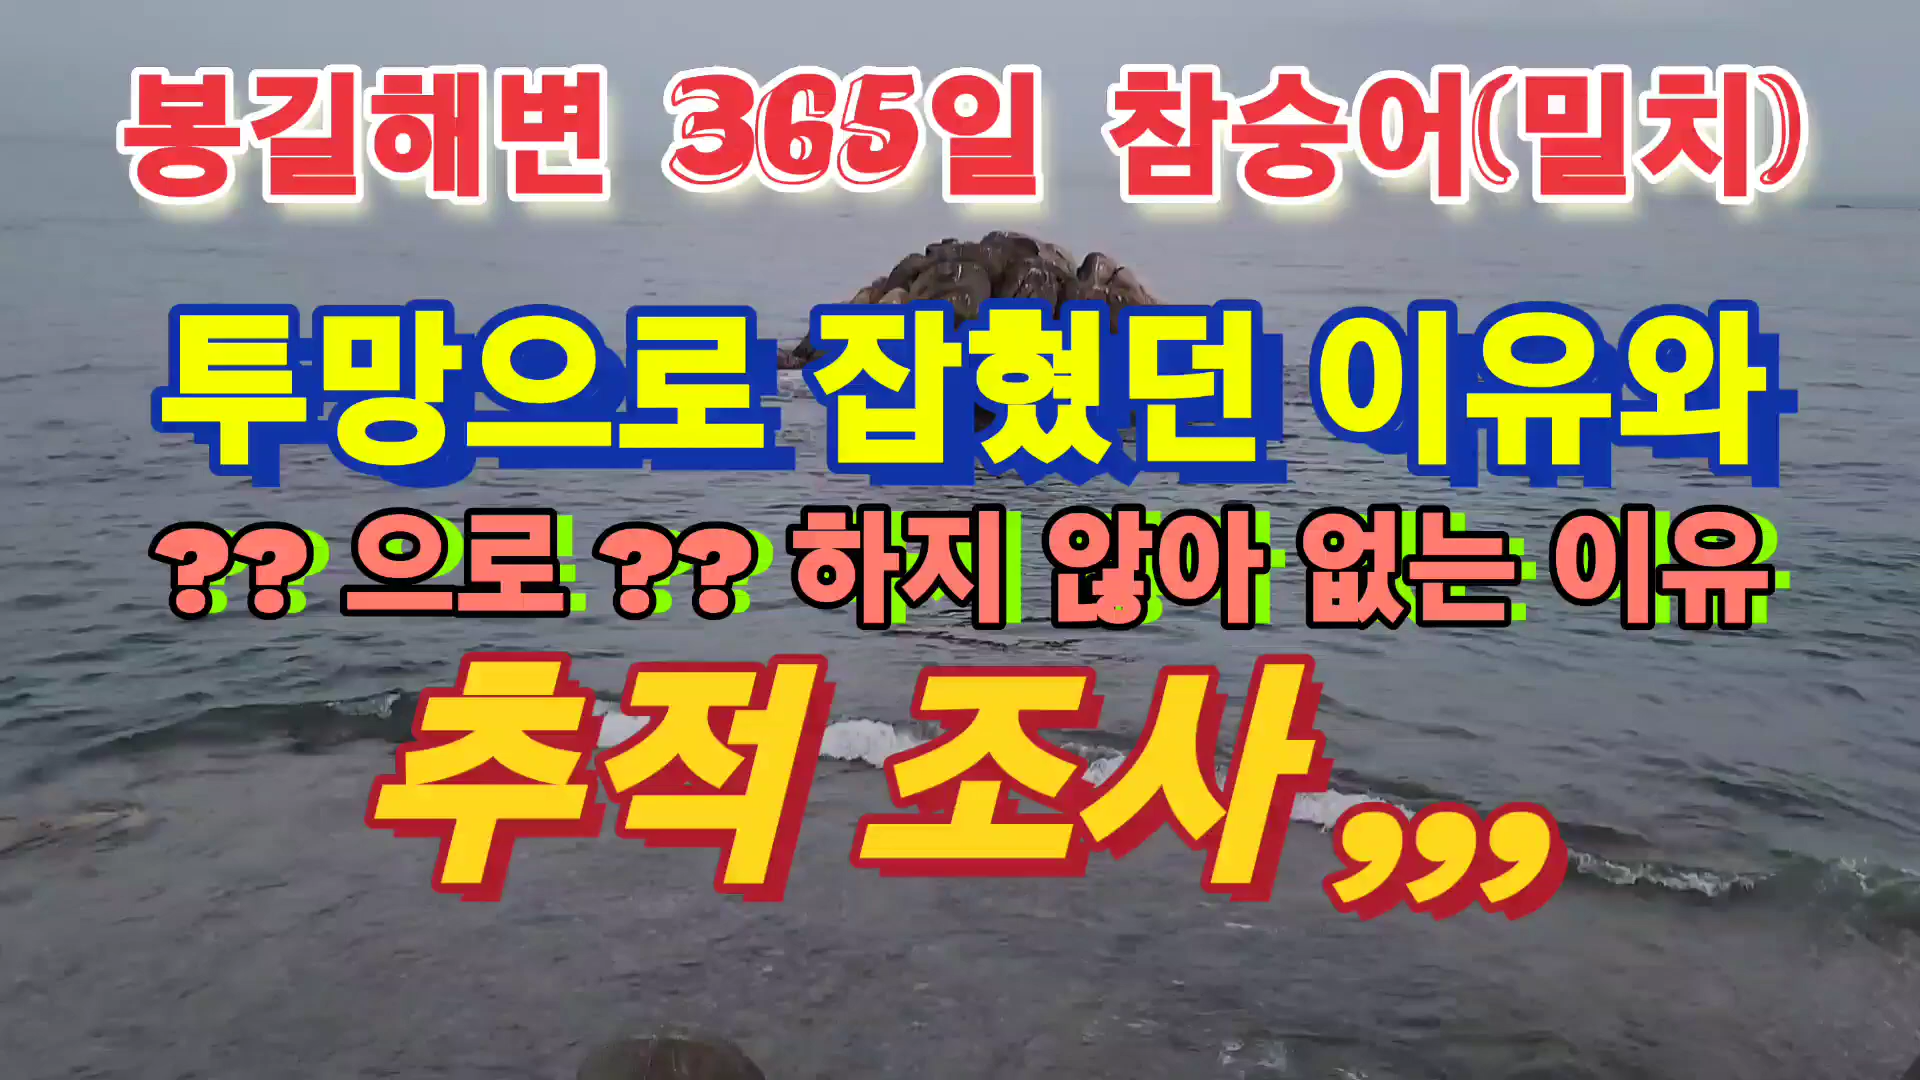 봉길해변 365일 참숭어(밀치)
투망으로 잡혔던 이유와
?? 으로 ?? 하지 않아 없는 이유
추적 조사,,,